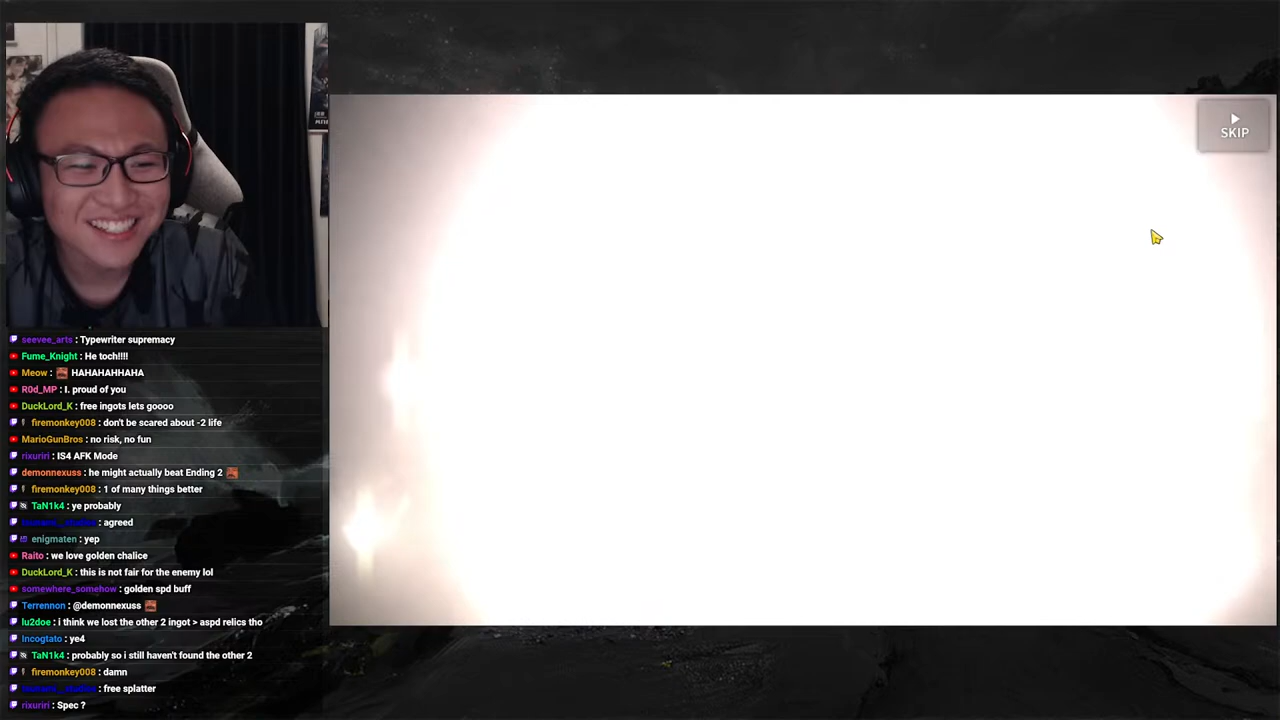 SKIP
seevee_arts : Typewriter supremacy
Fume_Knight : He toch!!!!
Meow : HAHAHAHHAHA
R0d_MP : I. proud of you
DuckLord_K : free ingots lets goooo
firemonkey008 : don't be scared about -2 life
MarioGunBros : no risk, no fun
rixuriri : IS4 AFK Mode
demonnexuss : he might actually beat Ending 2
firemonkey008 : 1 of many things better
TaN1k4 : ye probably
: agreed
enigmaten : yep
Raito : we love golden chalice
DuckLord_K : this is not fair for the enemy lol
somewhere_somehow : golden spd buff
Terrennon : @demonnexuss
lu2doe : i think we lost the other 2 ingot > aspd relics tho
Incogtato : ye4
TaN1k4 : probably so i still haven't found the other 2
firemonkey008 : damn
: free splatter
rixuriri : Spec ?